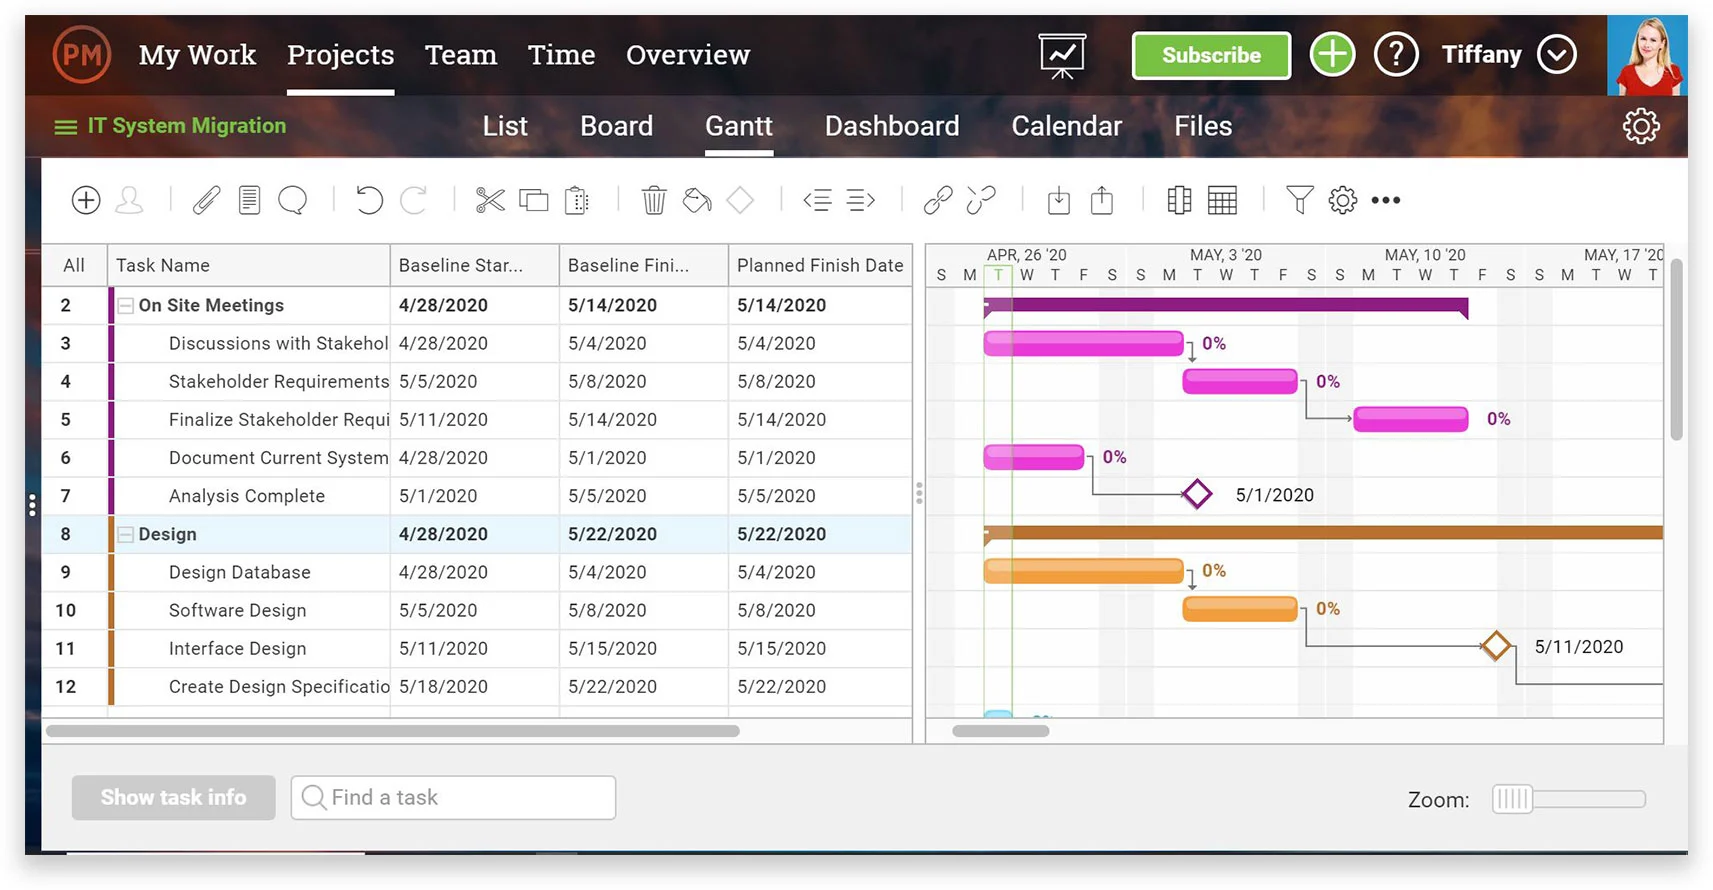 PM My Work Projects Team Time Overview Subscribe ? Tiffany
IT System Migration List Board Gantt Dashboard Calendar Files
All Task Name Baseline Star... Baseline Fini... Planned Finish Date
APR, 26 '20 MAY, 3 '20 MAY, 10 '20 MAY, 17 '20
S M T W T F S S M T W T F S S M T W T F S S M T W T
2 On Site Meetings 4/28/2020 5/14/2020 5/14/2020
3 Discussions with Stakehol 4/28/2020 5/4/2020 5/4/2020 0%
4 Stakeholder Requirements 5/5/2020 5/8/2020 5/8/2020 0%
5 Finalize Stakeholder Requi 5/11/2020 5/14/2020 5/14/2020 0%
6 Document Current System 4/28/2020 5/1/2020 5/1/2020 0%
7 Analysis Complete 5/1/2020 5/5/2020 5/5/2020 5/1/2020
8 Design 4/28/2020 5/22/2020 5/22/2020
9 Design Database 4/28/2020 5/4/2020 5/4/2020 0%
10 Software Design 5/5/2020 5/8/2020 5/8/2020 0%
11 Interface Design 5/11/2020 5/15/2020 5/15/2020 5/11/2020
12 Create Design Specificatio 5/18/2020 5/22/2020 5/22/2020
Show task info Find a task Zoom: